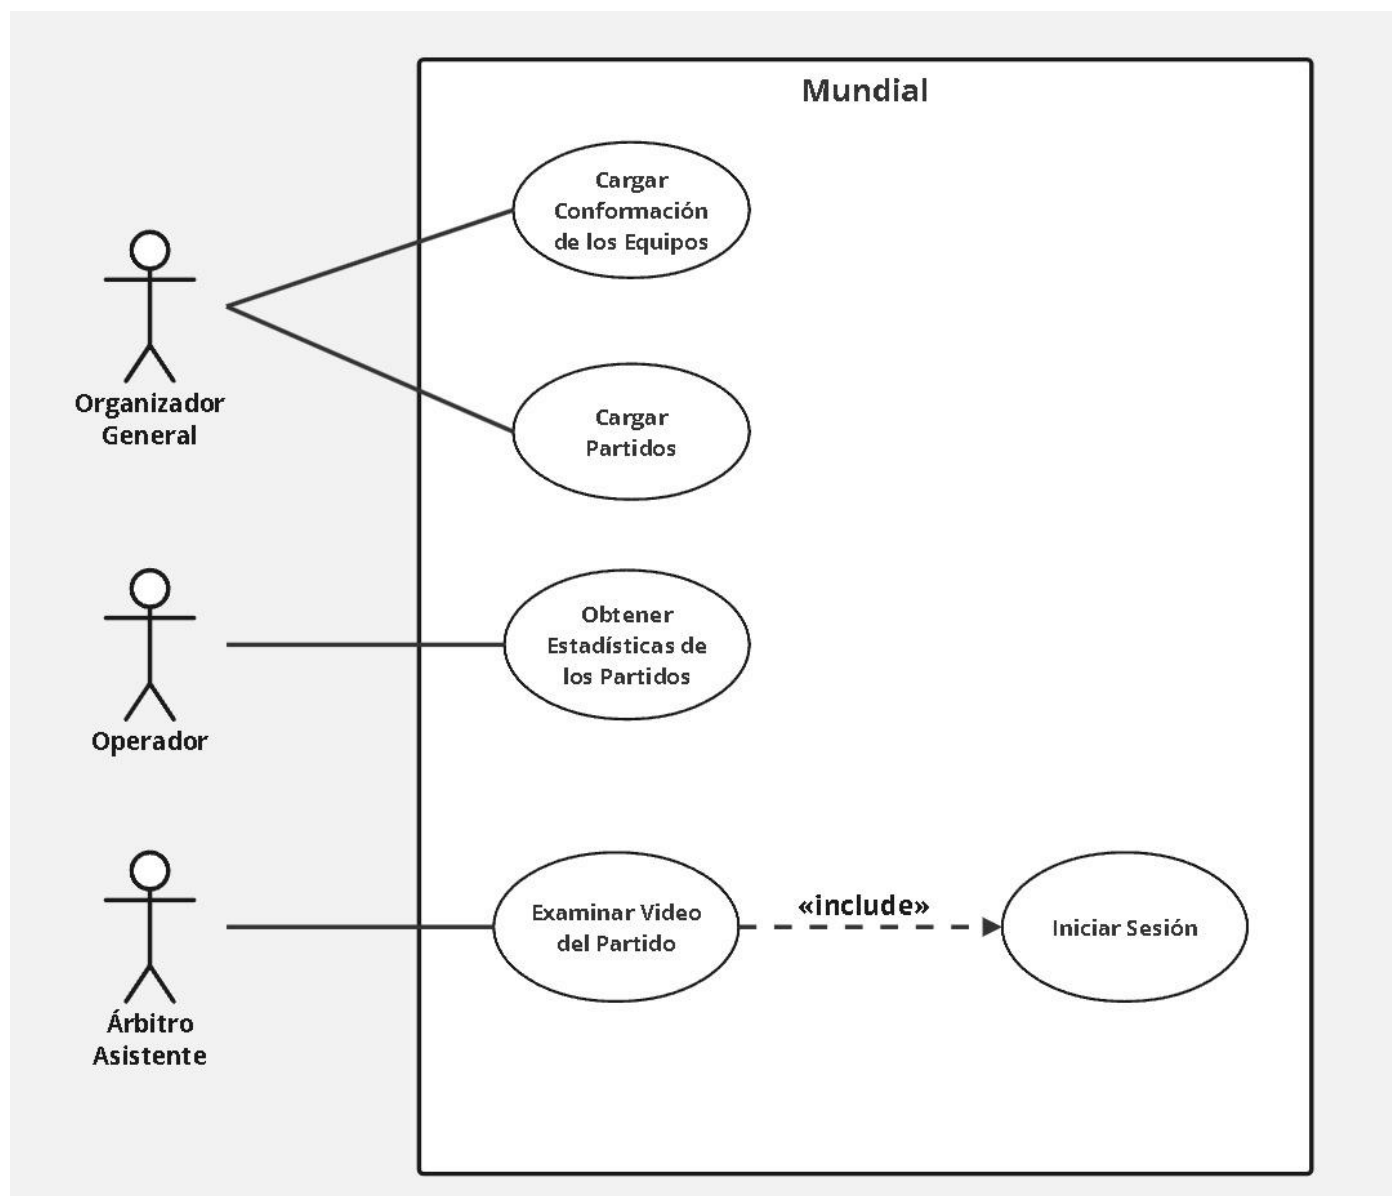 Mundial
Cargar
Conformación
de los Equipos
Organizador
General
Cargar
Partidos
Obtener
Estadísticas de
los Partidos
Operador
Examinar Video
del Partido
«include»
Iniciar Sesión
Árbitro
Asistente